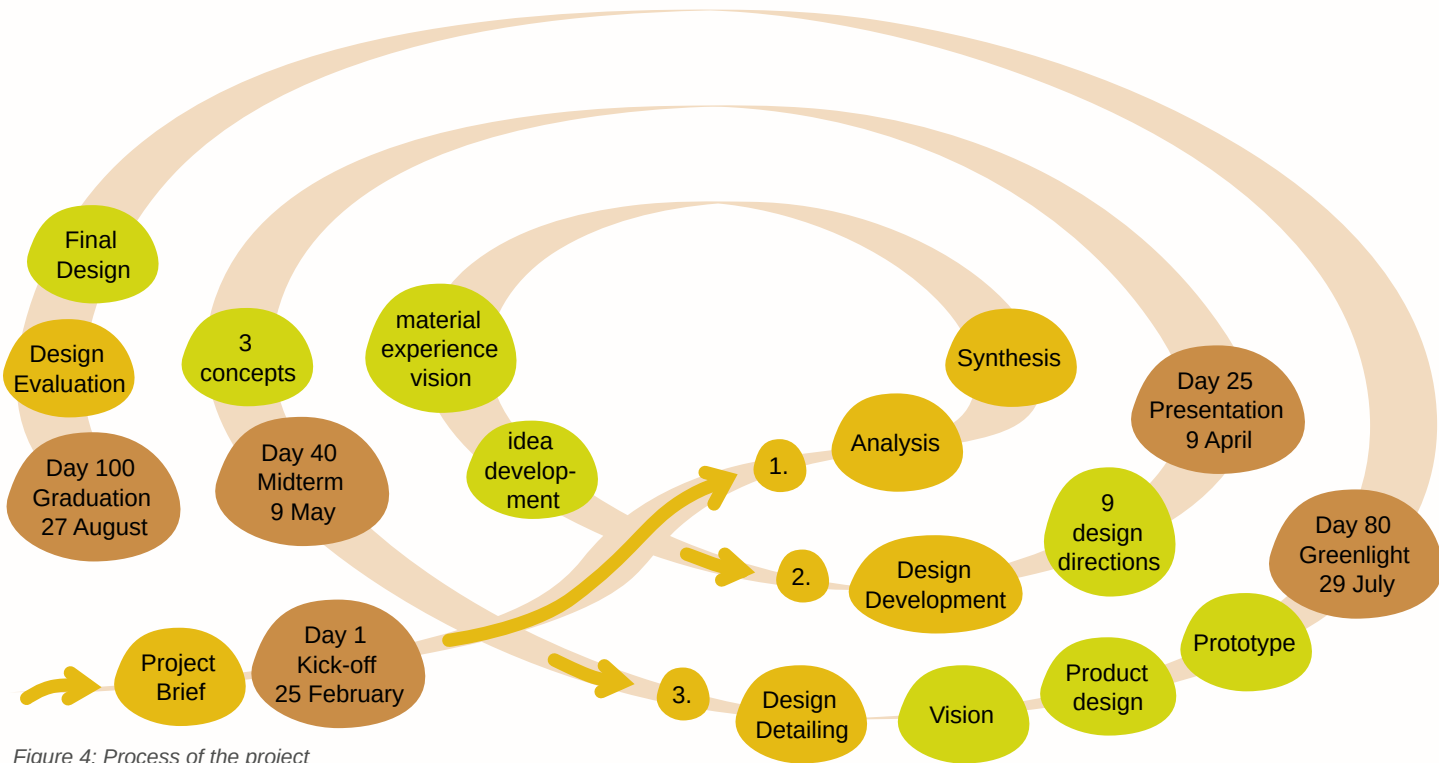 Final
Design
Design
Evaluation
Day 100
Graduation
27 August
3
concepts
Day 40
Midterm
9 May
material
experience
vision
idea
develop-
ment
Project
Brief
Day 1
Kick-off
25 February
1.
Analysis
Synthesis
2.
Design
Development
9
design
directions
Day 25
Presentation
9 April
3.
Design
Detailing
Vision
Product
design
Prototype
Day 80
Greenlight
29 July
Figure 4: Process of the project